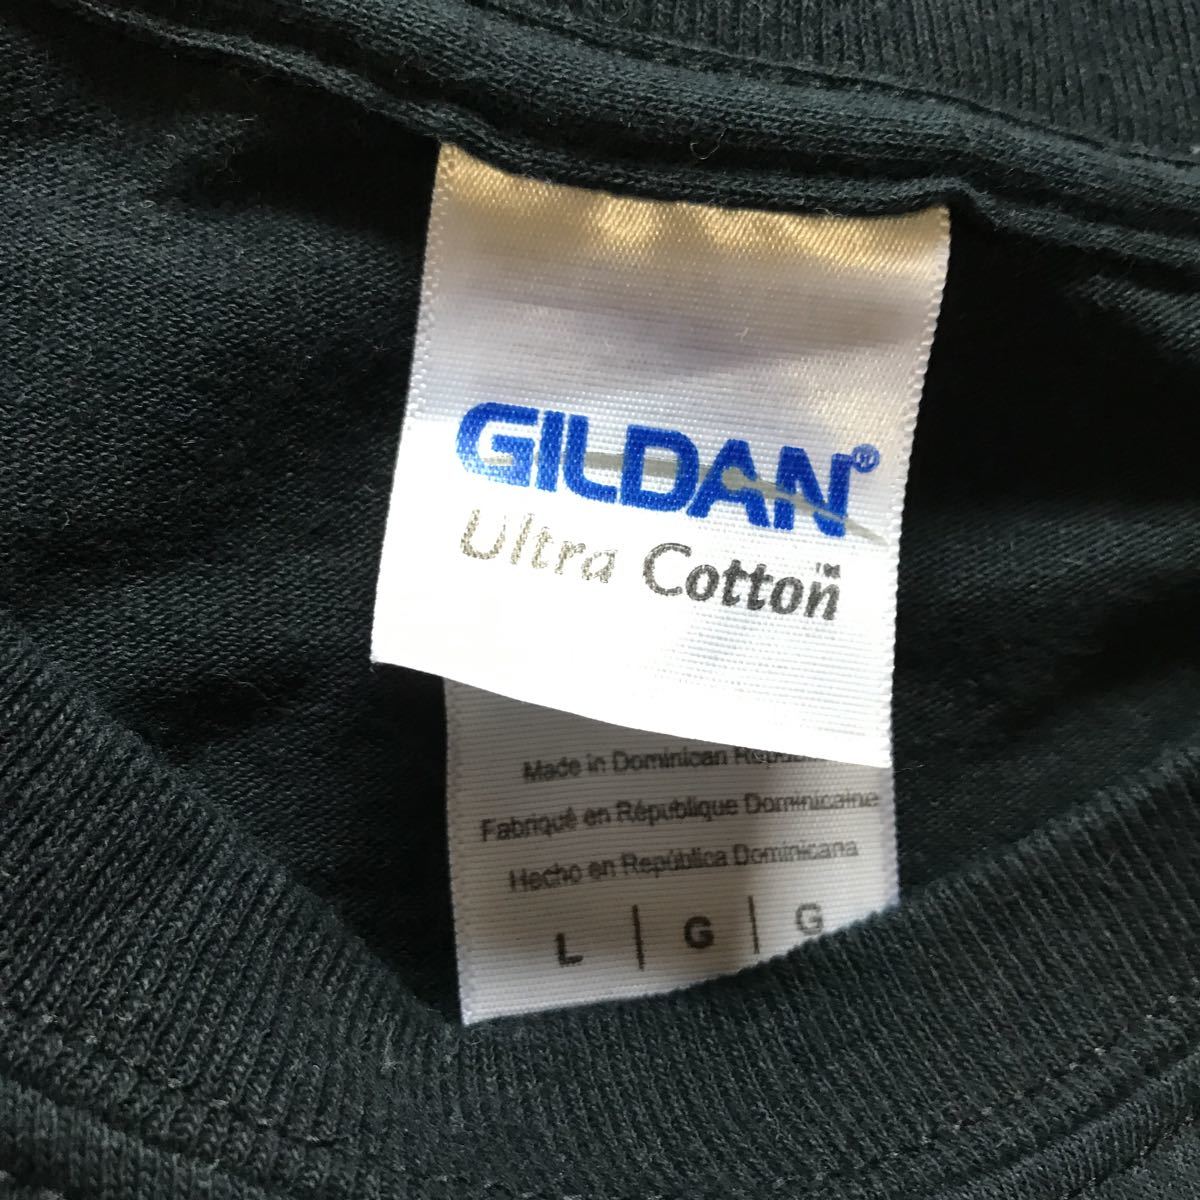 GILDAN®
Ultra Cotton™
Made in Dominican Republic
Fabriqué en République Dominicaine
Hecho en República Dominicana
L | G | G